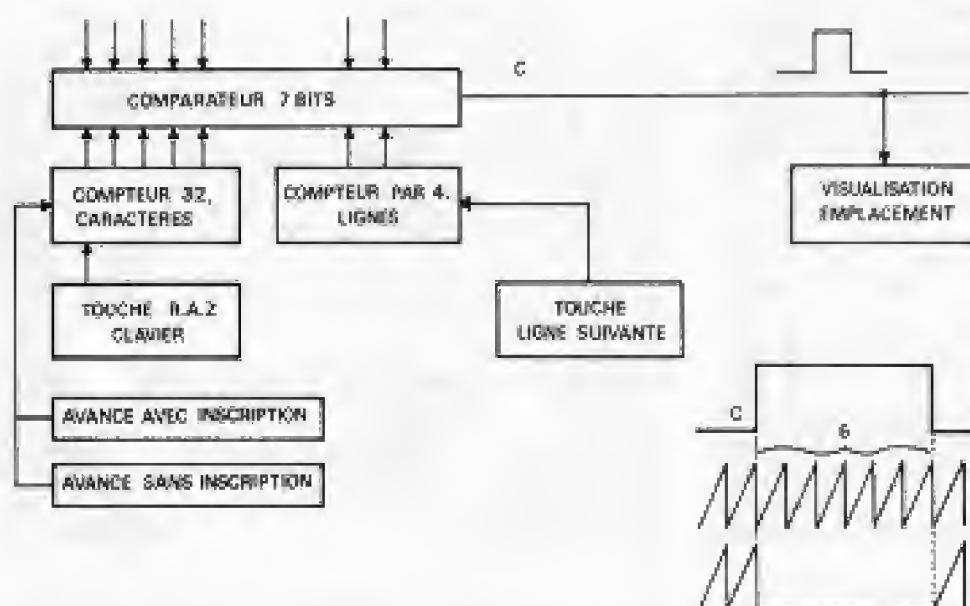 C
COMPARATEUR 7 BITS
COMPTEUR 32,
CARACTERES
COMPTEUR PAR 4.
LIGNES
VISUALISATION
EMPLACEMENT
TOUCHE R.A.Z
CLAVIER
TOUCHE
LIGNE SUIVANTE
AVANCE AVEC INSCRIPTION
C
6
AVANCE SANS INSCRIPTION